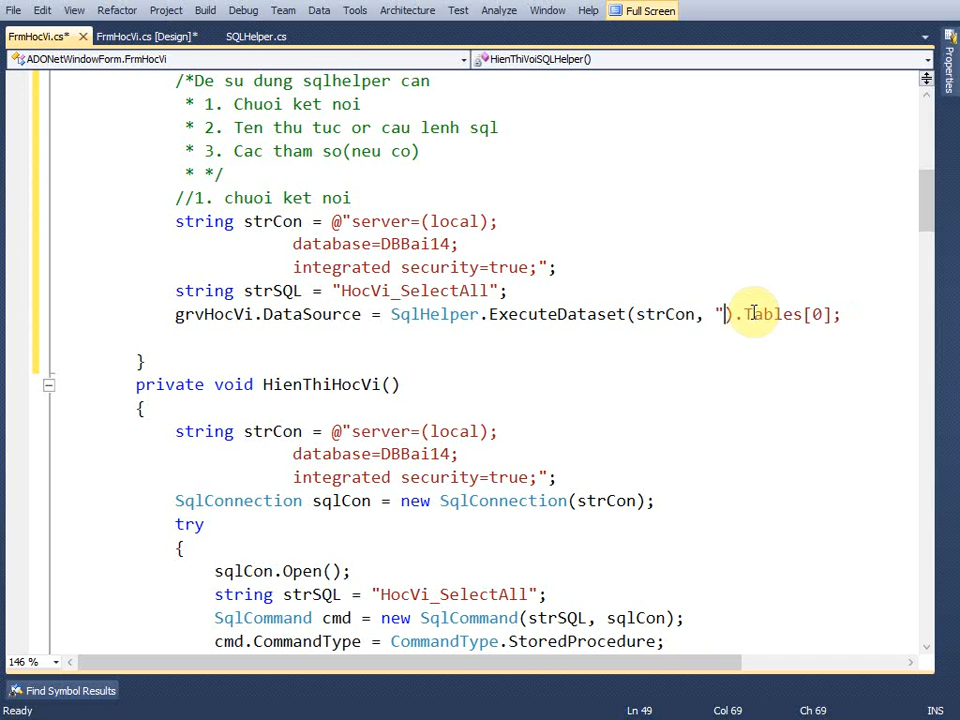 File Edit View Refactor Project Build Debug Team Data Tools Architecture Test Analyze Window Help Full Screen
FrmHocVi.cs* FrmHocVi.cs [Design]* SQLHelper.cs
ADONetWindowForm.FrmHocVi HienThiVoiSQLHelper()
Properties
/*De su dung sqlhelper can
* 1. Chuoi ket noi
* 2. Ten thu tuc or cau lenh sql
* 3. Cac tham so(neu co)
* */
//1. chuoi ket noi
string strCon = @"server=(local);
database=DBBai14;
integrated security=true;";
string strSQL = "HocVi_SelectAll";
grvHocVi.DataSource = SqlHelper.ExecuteDataset(strCon, ").Tables[0];
}
private void HienThiHocVi()
{
string strCon = @"server=(local);
database=DBBai14;
integrated security=true;";
SqlConnection sqlCon = new SqlConnection(strCon);
try
{
sqlCon.Open();
string strSQL = "HocVi_SelectAll";
SqlCommand cmd = new SqlCommand(strSQL, sqlCon);
cmd.CommandType = CommandType.StoredProcedure;
146 %
Find Symbol Results
Ready Ln 49 Col 69 Ch 69 INS